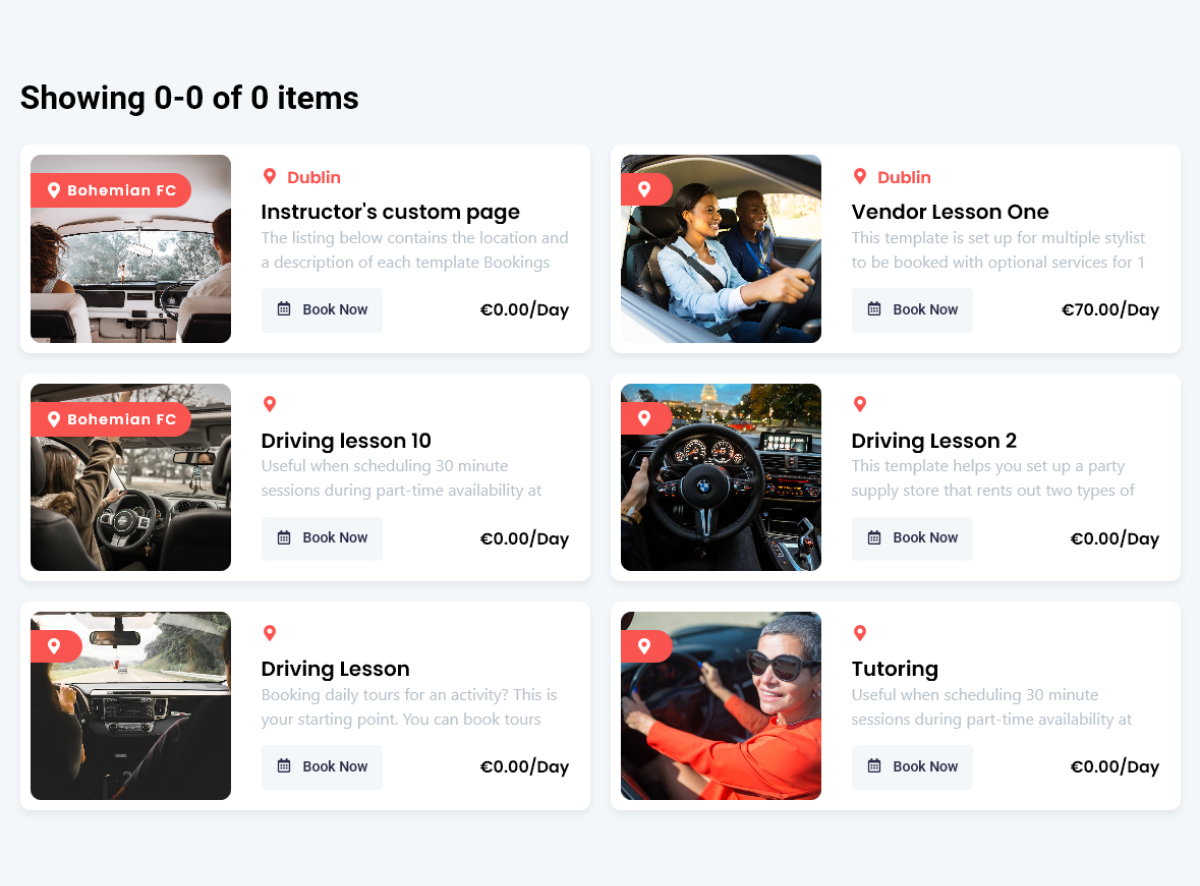 Showing 0-0 of 0 items
Bohemian FC
Dublin
Instructor's custom page
The listing below contains the location and
a description of each template Bookings
Book Now
€0.00/Day
Dublin
Vendor Lesson One
This template is set up for multiple stylist
to be booked with optional services for 1
Book Now
€70.00/Day
Bohemian FC
Driving lesson 10
Useful when scheduling 30 minute
sessions during part-time availability at
Book Now
€0.00/Day
Driving Lesson 2
This template helps you set up a party
supply store that rents out two types of
Book Now
€0.00/Day
Driving Lesson
Booking daily tours for an activity? This is
your starting point. You can book tours
Book Now
€0.00/Day
Tutoring
Useful when scheduling 30 minute
sessions during part-time availability at
Book Now
€0.00/Day